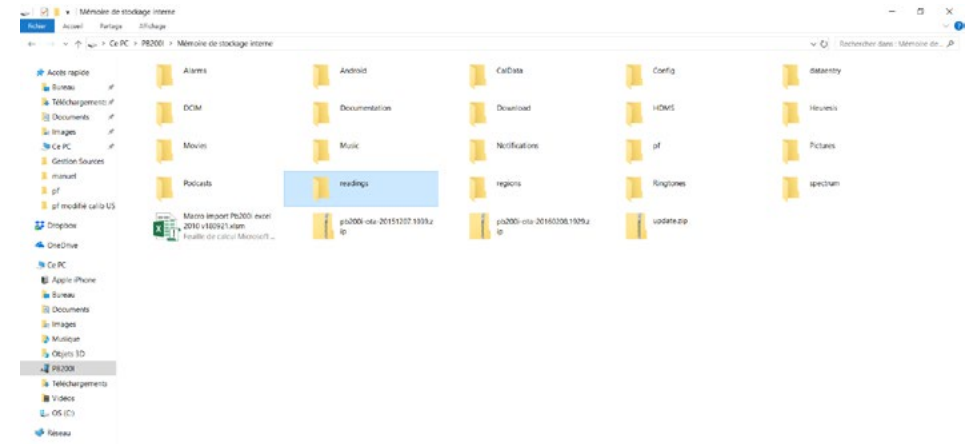 Mémoire de stockage interne
Fichier Accueil Partage Affichage
Ce PC > PB200i > Mémoire de stockage interne
Rechercher dans : Mémoire de...
Accès rapide
Bureau
Téléchargements
Documents
Images
Ce PC
Gestion Sources
manuel
pf
pf modifié calib US
Dropbox
OneDrive
Ce PC
Apple iPhone
Bureau
Documents
Images
Musique
Objets 3D
PB200i
Téléchargements
Vidéos
OS (C:)
Réseau
Alarms Android CalData Config dataentry
DCIM Documentation Download HDMS Heuresis
Movies Music Notifications pf Pictures
Podcasts readings regions Ringtones spectrum
Macro import Pb200i excel
2010 v180921.xlsm
Feuille de calcul Microsoft ...
pb200i-ota-20151207.1003.z
ip
pb200i-ota-20160208.1929.z
ip
update.zip